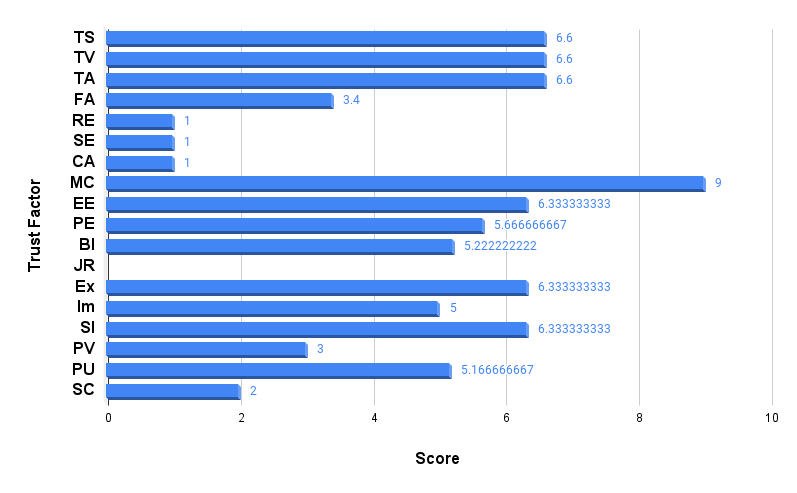 TS 6.6
TV 6.6
TA 6.6
FA 3.4
RE 1
SE 1
CA 1
MC 9
EE 6.333333333
PE 5.666666667
BI 5.222222222
JR
Ex 6.333333333
Im 5
SI 6.333333333
PV 3
PU 5.166666667
SC 2
Trust Factor
0 2 4 6 8 10
Score